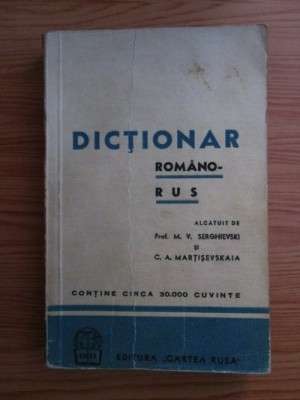 DICȚIONAR
ROMÂNO-
RUS
ALCĂTUIT DE
Prof. M. V. SERGHIEVSKI
ȘI
C. A. MARTIȘEVSKAIA
CONȚINE CIRCA 30.000 CUVINTE
EDITURA „CARTEA RUSĂ"